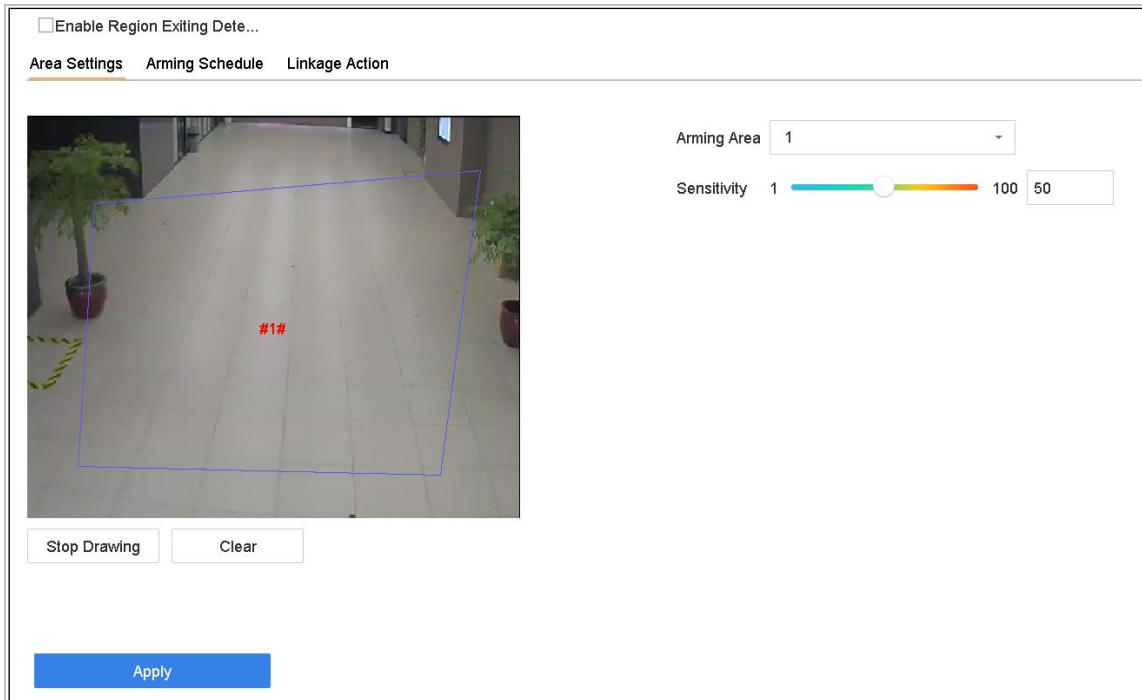 Enable Region Exiting Dete...
Area Settings Arming Schedule Linkage Action
Arming Area 1
Sensitivity 1 100 50
#1#
Stop Drawing Clear
Apply